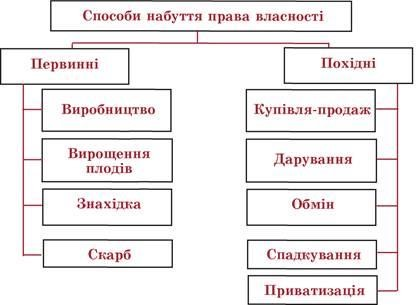 Способи набуття права власності
Первинні
Похідні
Виробництво
Вирощення
плодів
Знахідка
Скарб
Купівля-продаж
Дарування
Обмін
Спадкування
Приватизація